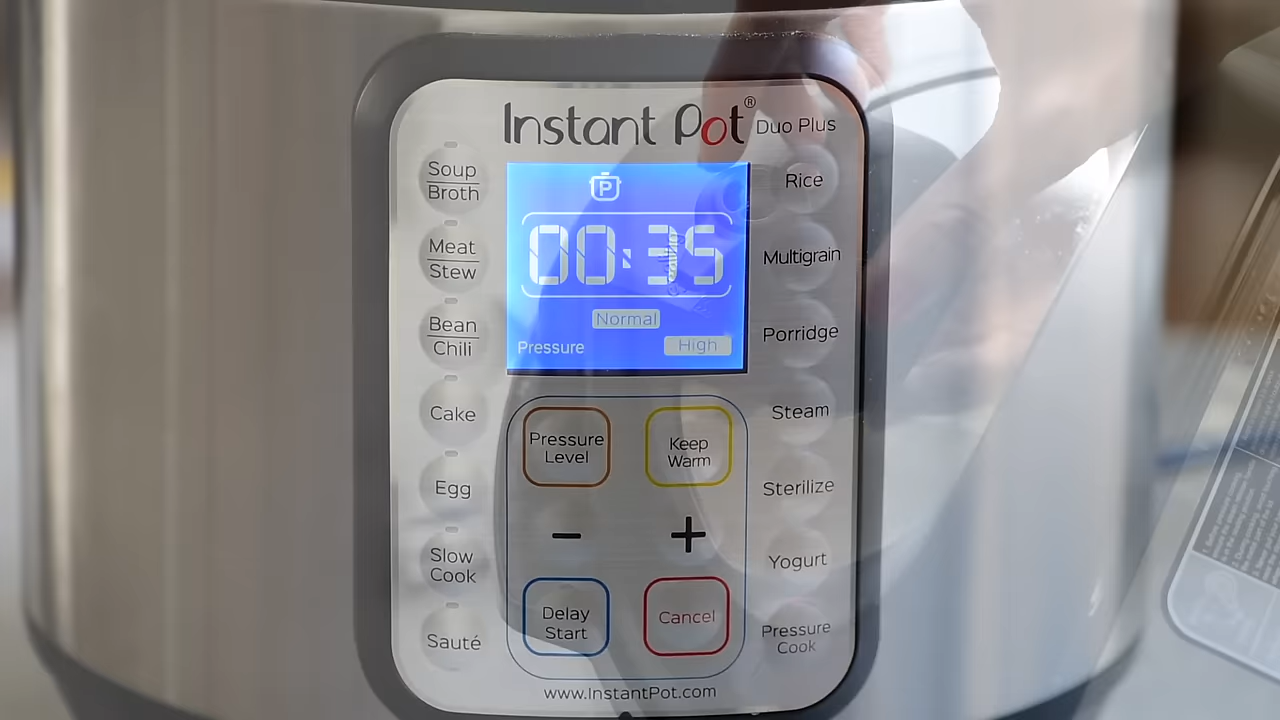 Instant Pot® Duo Plus
Soup
Broth
Meat
Stew
Bean
Chili
Cake
Egg
Slow
Cook
Sauté
P
00:35
Normal
Pressure High
Pressure
Level
Keep
Warm
−
+
Delay
Start
Cancel
Rice
Multigrain
Porridge
Steam
Sterilize
Yogurt
Pressure
Cook
www.InstantPot.com